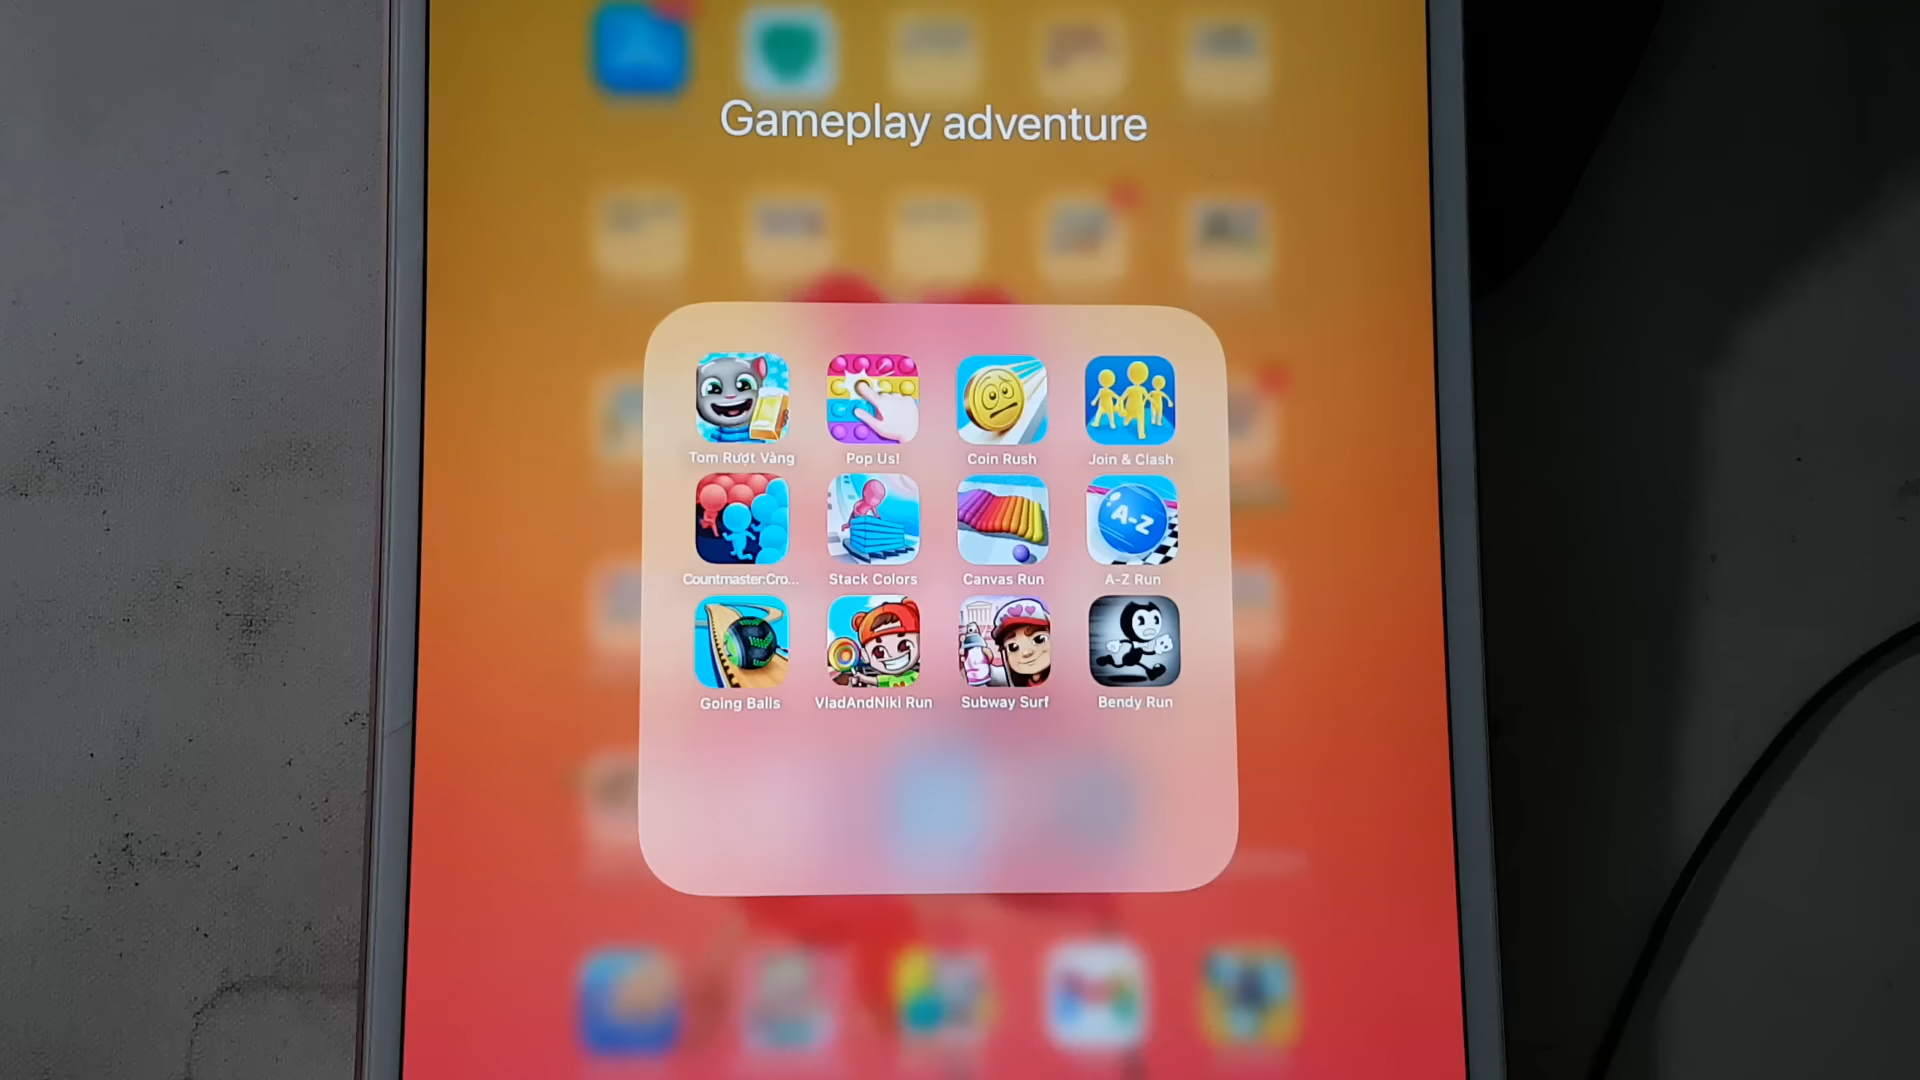 Gameplay adventure
Tom Rượt Vàng
Pop Us!
Coin Rush
Join & Clash
Countmaster:Cro...
Stack Colors
Canvas Run
A-Z
A-Z Run
Going Balls
VladAndNiki Run
Subway Surf
Bendy Run